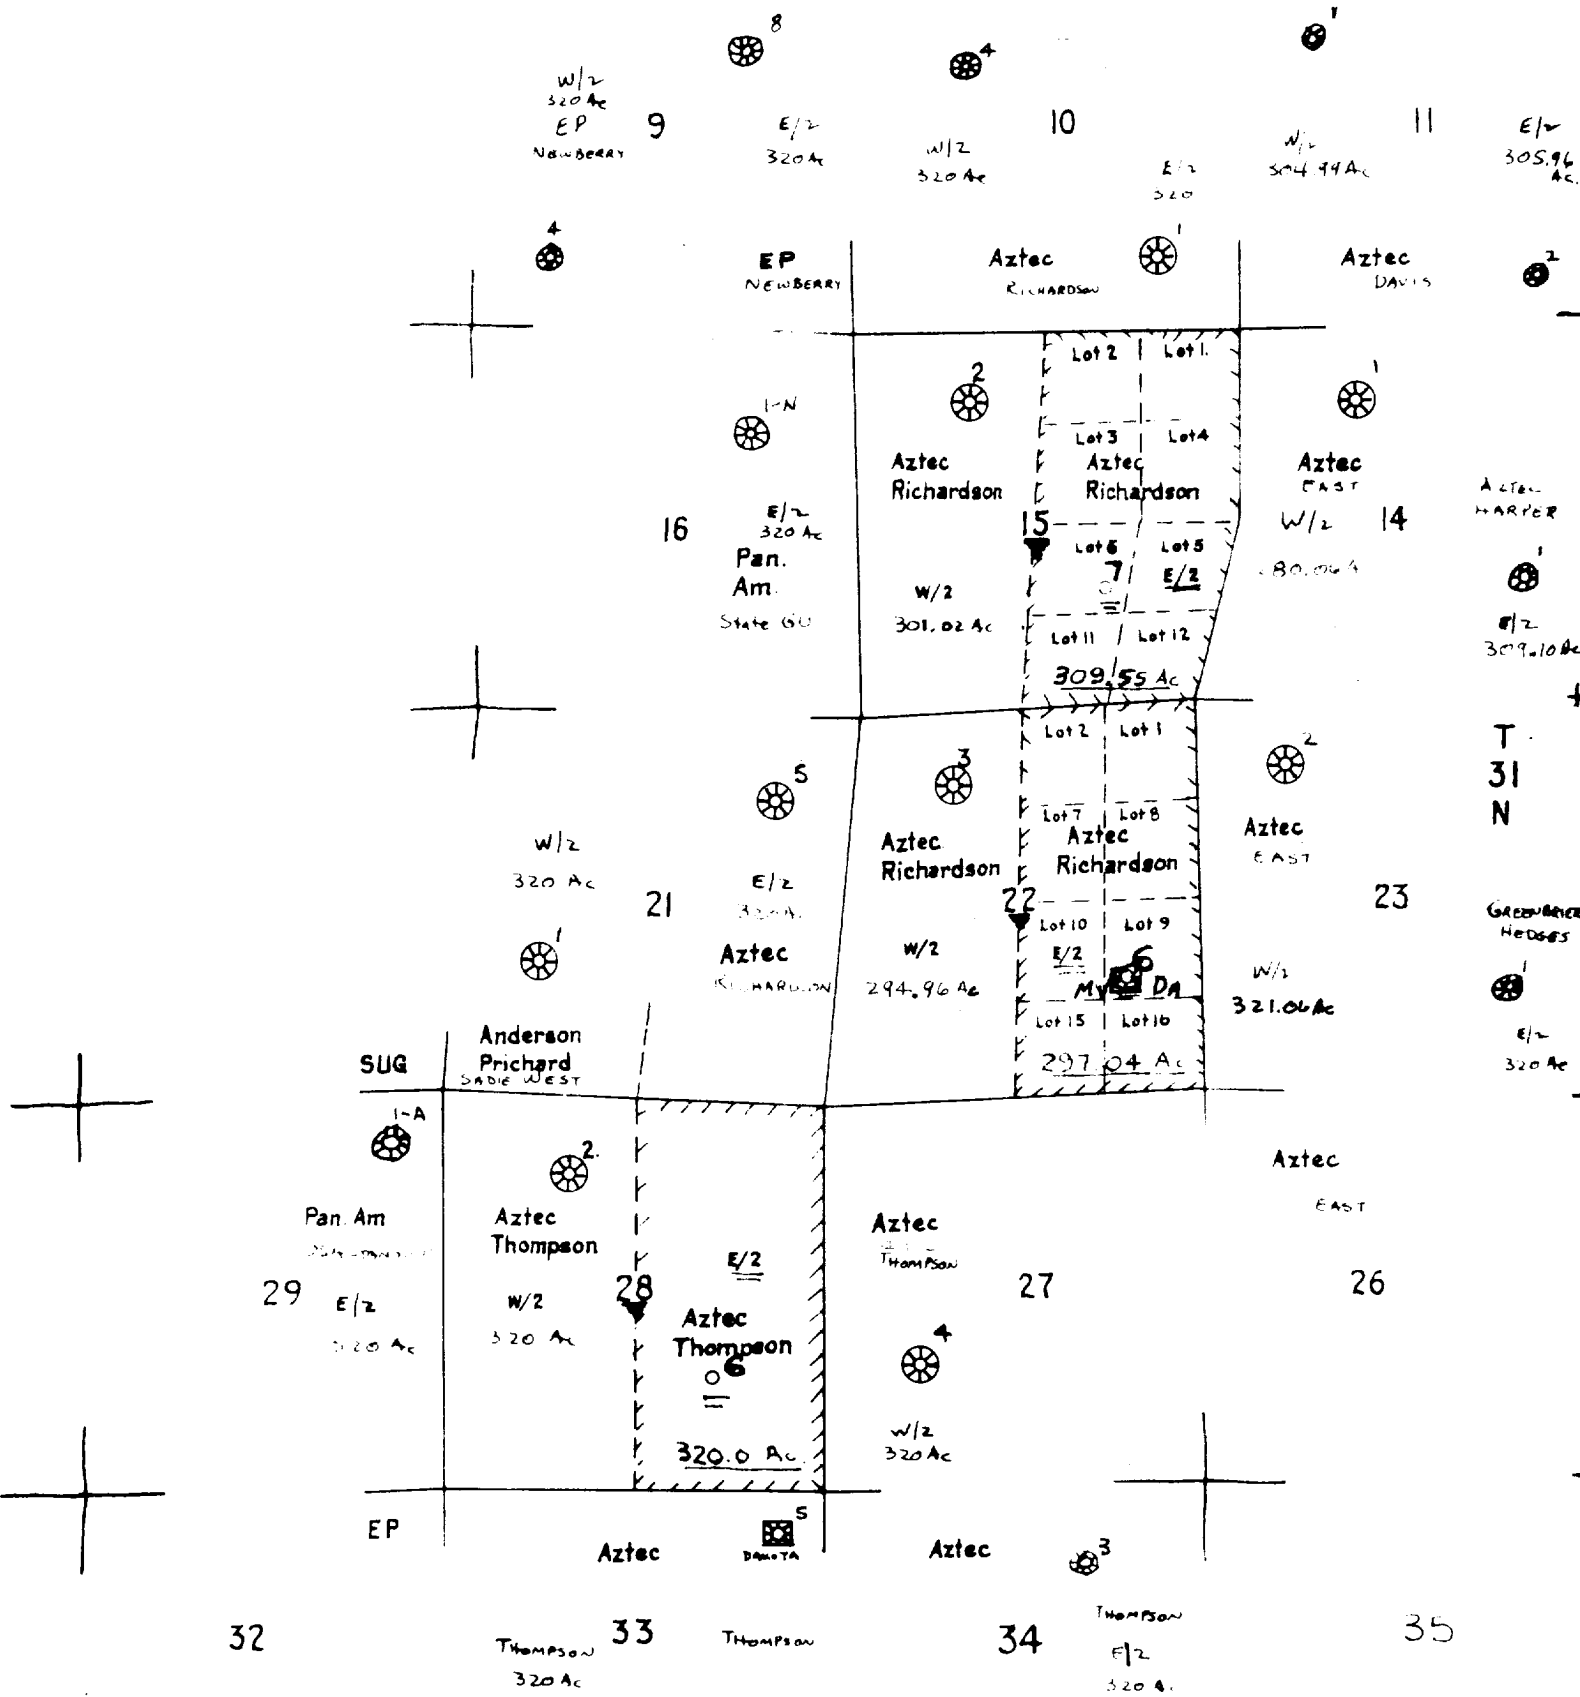 8
4
1
W/2
320 Ac
EP
NEWBERRY
9
E/2
320 Ac
W/2
320 Ac
10
E/2
320
W/2
304.99 Ac
11
E/2
305.96
Ac.
4
EP
NEWBERRY
Aztec
RICHARDSON
1
Aztec
DAVIS
2
Lot 2
Lot 1.
1-N
2
1
Lot 3
Lot 4
Aztec
Richardson
Aztec
Richardson
Aztec
EAST
AZTEC
HARPER
16
E/2
320 Ac
Pan.
Am.
State GU
15
W/2
14
Lot 6
Lot 5
7
E/2
1
W/2
301.02 Ac
E/2
309.10 Ac
Lot 11
Lot 12
309.55 Ac
Lot 2
Lot 1
T
31
N
5
3
2
Lot 7
Lot 8
W/2
320 Ac
Aztec
Richardson
Aztec
Richardson
Aztec
EAST
21
E/2
320 A.
22
23
GREENBRIER
HEDGES
Lot 10
Lot 9
1
Aztec
RICHARDSON
W/2
294.96 Ac
E/2
6
MV DA
W/2
321.06 Ac
1
Lot 15
Lot 16
E/2
320 Ac
Anderson
Prichard
SADIE WEST
SUG
297.04 Ac
1-A
2.
Aztec
EAST
Pan. Am
Aztec
Thompson
Aztec
THOMPSON
E/2
29
E/2
320 Ac
W/2
320 Ac
28
27
26
Aztec
Thompson
6
4
W/2
320 Ac
320.0 Ac.
EP
Aztec
5
DAKOTA
Aztec
3
32
THOMPSON
320 Ac
33
THOMPSON
34
THOMPSON
E/2
320 A.
35